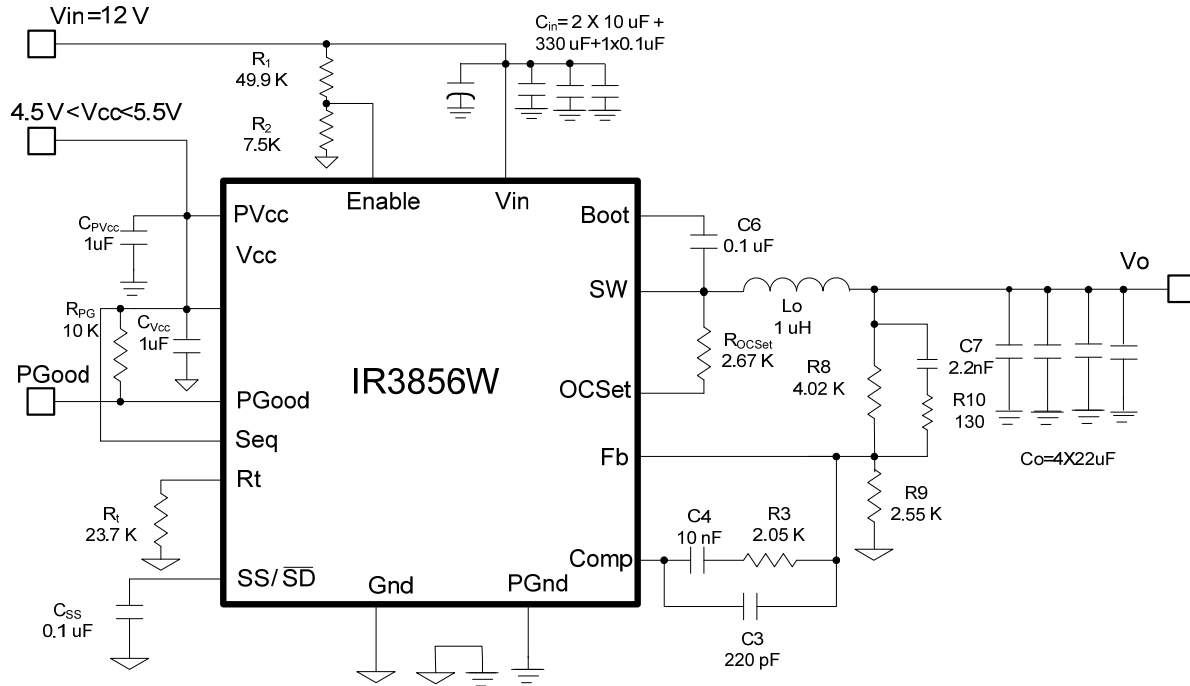 Vin=12 V
Cin= 2 X 10 uF +
330 uF+1x0.1uF
R1
49.9 K
4.5 V <Vcc<5.5V
R2
7.5K
Enable
Vin
PVcc
Boot
CPVcc
1uF
C6
0.1 uF
Vcc
Vo
SW
Lo
1 uH
RPG
10 K
CVcc
1uF
ROCSet
2.67 K
R8
4.02 K
C7
2.2nF
PGood
IR3856W
OCSet
PGood
R10
130
Seq
Fb
Co=4X22uF
Rt
R9
2.55 K
Rt
23.7 K
C4
10 nF
R3
2.05 K
Comp
SS/ SD
Gnd
PGnd
CSS
0.1 uF
C3
220 pF